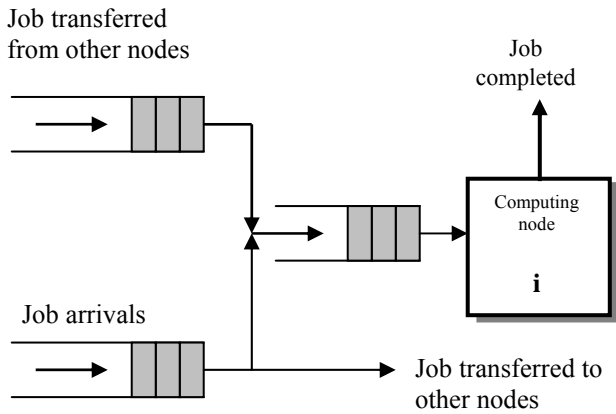 Job transferred
from other nodes
Job
completed
Computing
node
i
Job arrivals
Job transferred to
other nodes